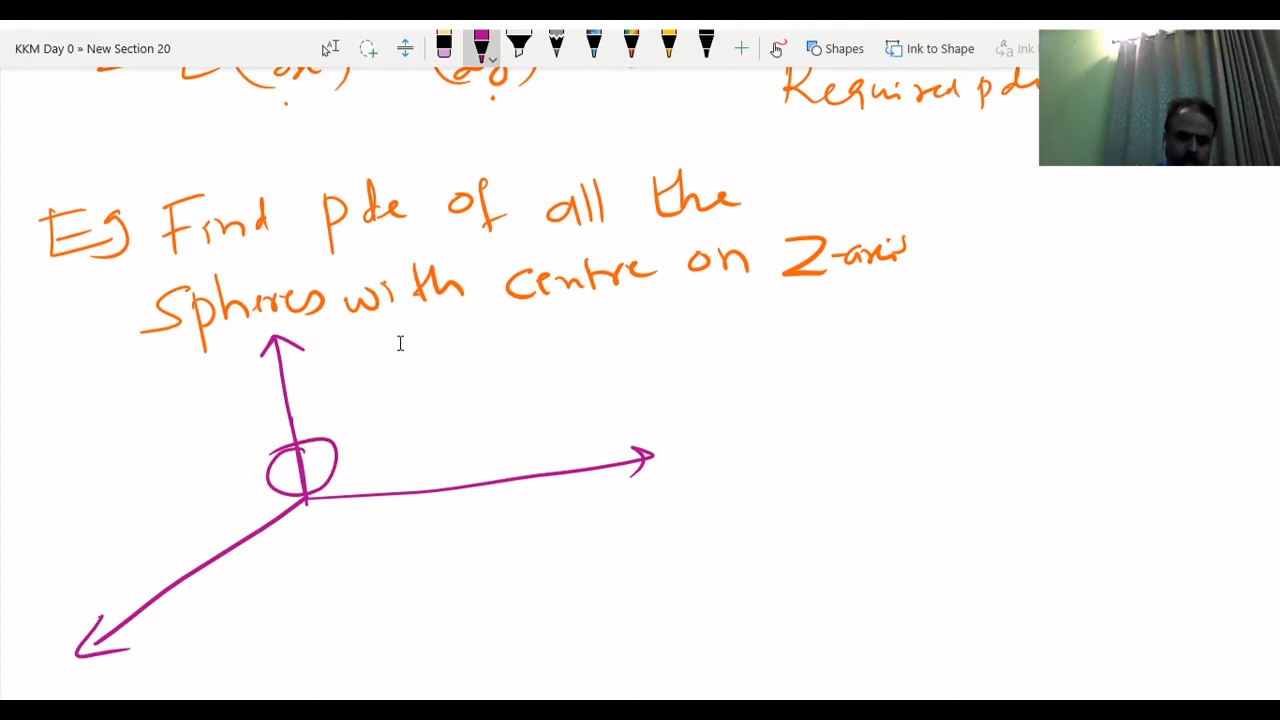 KKM Day 0 » New Section 20
Shapes
Ink to Shape
Ink t
Required pde
Eg Find pde of all the
Spheres with centre on Z-axis